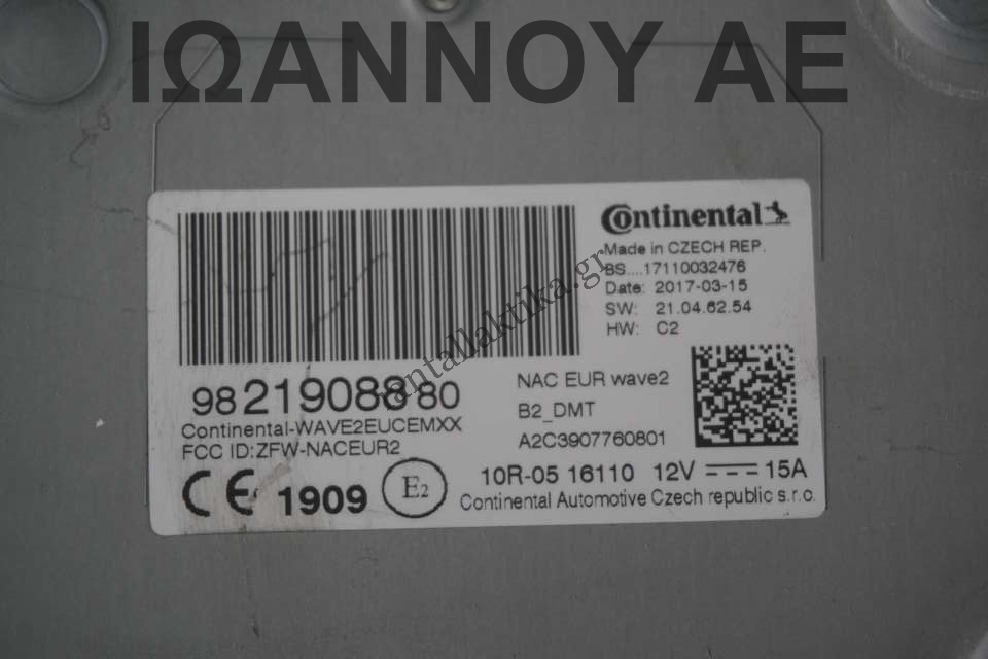 ΙΩΑΝΝΟΥ ΑΕ
Continental
Made in CZECH REP.
BS....17110032476
Date: 2017-03-15
SW: 21.04.62.54
HW: C2
98 219088 80
Continental-WAVE2EUCEMXX
FCC ID:ZFW-NACEUR2
NAC EUR wave2
B2_DMT
A2C3907760801
CE 1909 E2
10R-05 16110 12V 15A
Continental Automotive Czech republic s.r.o.
antallaktika.gr